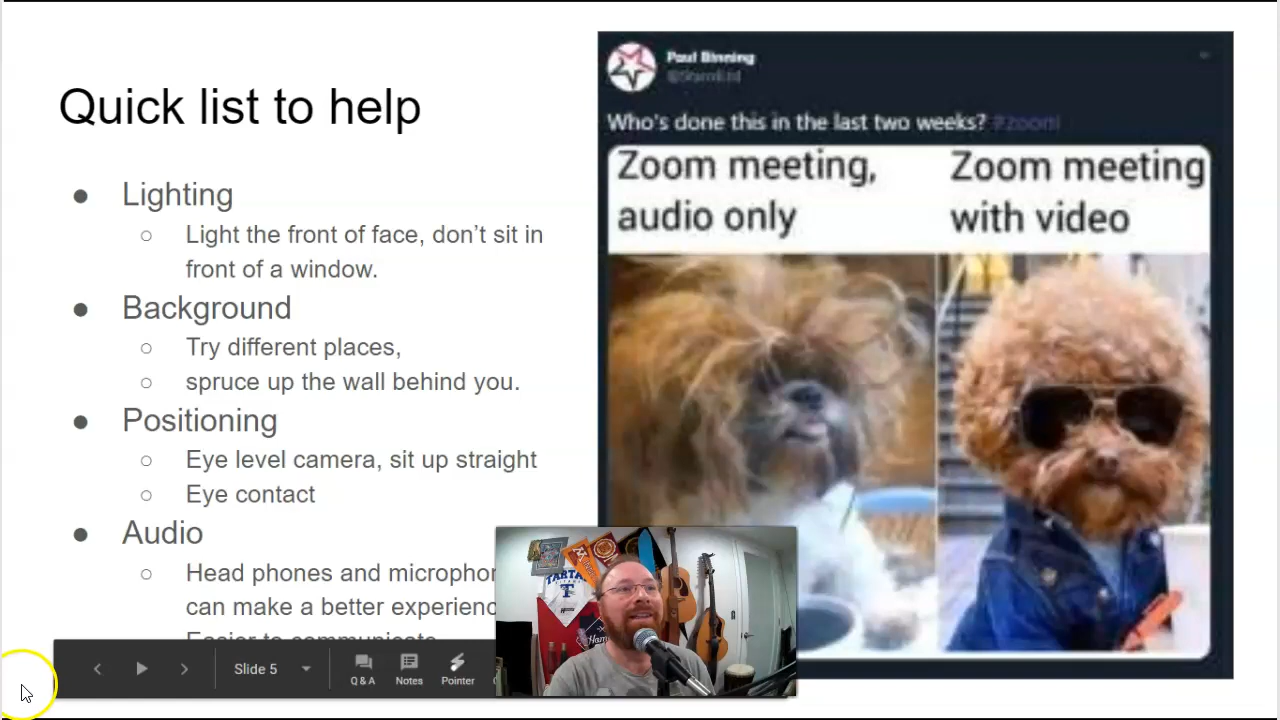 Quick list to help
● Lighting
○ Light the front of face, don’t sit in
front of a window.
● Background
○ Try different places,
○ spruce up the wall behind you.
● Positioning
○ Eye level camera, sit up straight
○ Eye contact
● Audio
○ Head phones and
can make a better
Easier to communicate
Paul Binning
Who's done this in the last two weeks? #zoom
Zoom meeting,
audio only
Zoom meeting
with video
TARTA
T
Slide 5
Q & A
Notes
Pointer